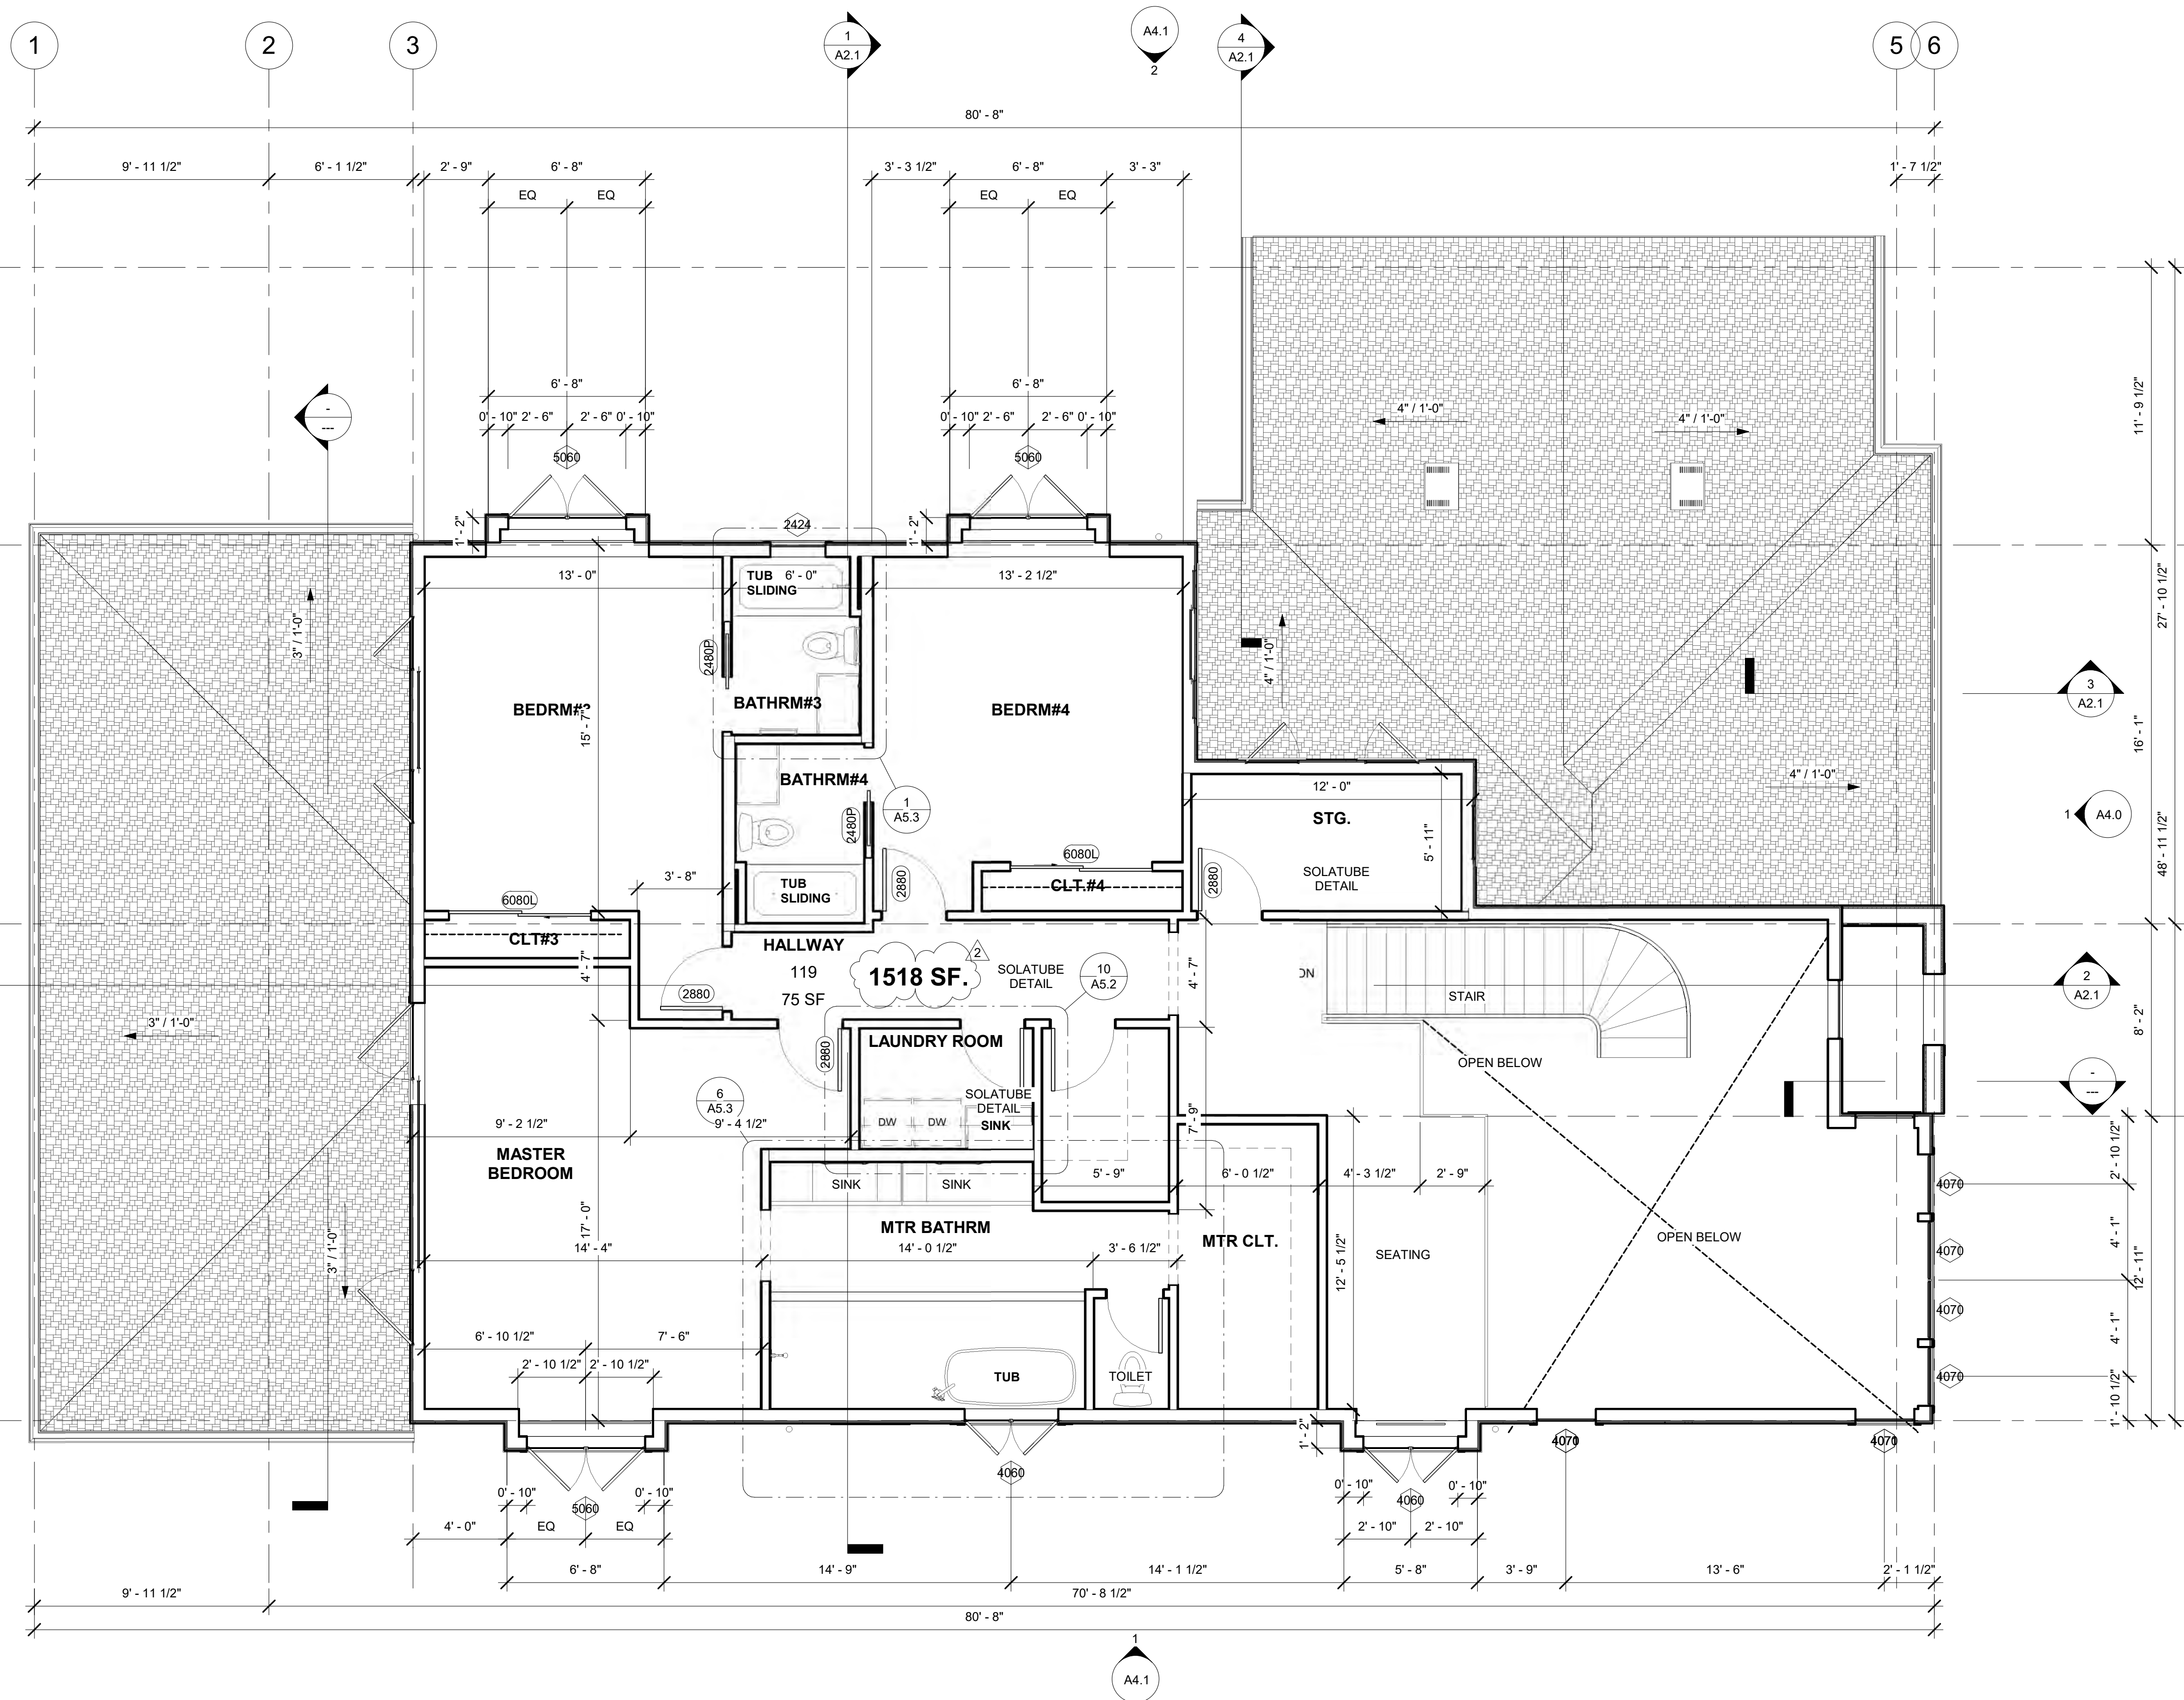 1
2
3
1
A2.1
A4.1
2
4
A2.1
5
6
80' - 8"
9' - 11 1/2"
6' - 1 1/2"
2' - 9"
6' - 8"
3' - 3 1/2"
6' - 8"
3' - 3"
1' - 7 1/2"
EQ
EQ
EQ
EQ
6' - 8"
6' - 8"
0' - 10"
2' - 6"
2' - 6"
0' - 10"
0' - 10"
2' - 6"
2' - 6"
0' - 10"
5060
5060
-
---
4" / 1'-0"
4" / 1'-0"
11' - 9 1/2"
1' - 2"
2424
1' - 2"
13' - 0"
TUB
SLIDING
6' - 0"
13' - 2 1/2"
27' - 10 1/2"
3" / 1'-0"
2480P
4" / 1'-0"
3
A2.1
BEDRM#
15' - 7"
BATHRM#3
BEDRM#4
16' - 1"
BATHRM#4
4" / 1'-0"
12' - 0"
1
A5.3
2480P
STG.
5' - 11"
1
A4.0
48' - 11 1/2"
6080L
3' - 8"
TUB
SLIDING
2880
CLT.#4
2880
SOLATUBE
DETAIL
6080L
CLT#3
HALLWAY
119
75 SF
1518 SF.
2
SOLATUBE
DETAIL
10
A5.2
4' - 7"
4' - 7"
2880
STAIR
2
A2.1
3" / 1'-0"
8' - 2"
2880
LAUNDRY ROOM
OPEN BELOW
-
---
6
A5.3
SOLATUBE
DETAIL
SINK
DW
DW
9' - 2 1/2"
9' - 4 1/2"
7' - 9"
MASTER
BEDROOM
SINK
SINK
5' - 9"
6' - 0 1/2"
4' - 3 1/2"
2' - 9"
2' - 10 1/2"
4070
17' - 0"
MTR BATHRM
MTR CLT.
OPEN BELOW
4' - 1"
14' - 4"
14' - 0 1/2"
3' - 6 1/2"
SEATING
12' - 5 1/2"
4070
12' - 11"
3" / 1'-0"
4070
4' - 1"
6' - 10 1/2"
7' - 6"
2' - 10 1/2"
2' - 10 1/2"
TUB
TOILET
4070
1' - 10 1/2"
1' - 2"
4070
4070
4060
0' - 10"
0' - 10"
5060
0' - 10"
0' - 10"
4060
4' - 0"
EQ
EQ
2' - 10"
2' - 10"
6' - 8"
14' - 9"
14' - 1 1/2"
5' - 8"
3' - 9"
13' - 6"
2' - 1 1/2"
9' - 11 1/2"
70' - 8 1/2"
80' - 8"
1
A4.1